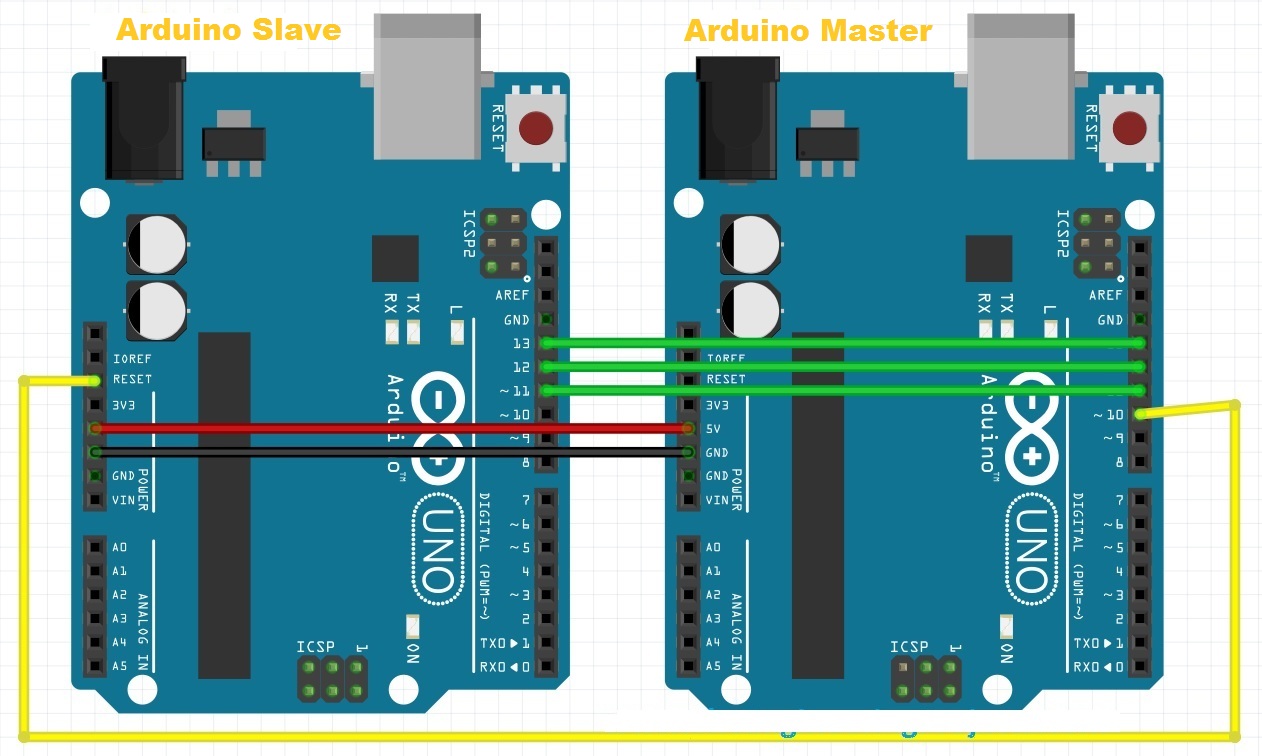 Arduino Slave
Arduino Master
RESET
ICSP2
AREF
GND
RX
TX
L
13
12
~11
~10
~9
8
IOREF
RESET
3V3
GND
VIN
POWER
Arduino™
UNO
7
~6
~5
4
~3
2
TX0▶1
RX0◀0
DIGITAL (PWM=~)
A0
A1
A2
A3
A4
A5
ANALOG IN
ICSP
1
ON
RESET
ICSP2
AREF
GND
RX
TX
L
~10
~9
8
IOREF
RESET
3V3
5V
GND
GND
VIN
POWER
Arduino™
UNO
7
~6
~5
4
~3
2
TX0▶1
RX0◀0
DIGITAL (PWM=~)
A0
A1
A2
A3
A4
A5
ANALOG IN
ICSP
1
ON